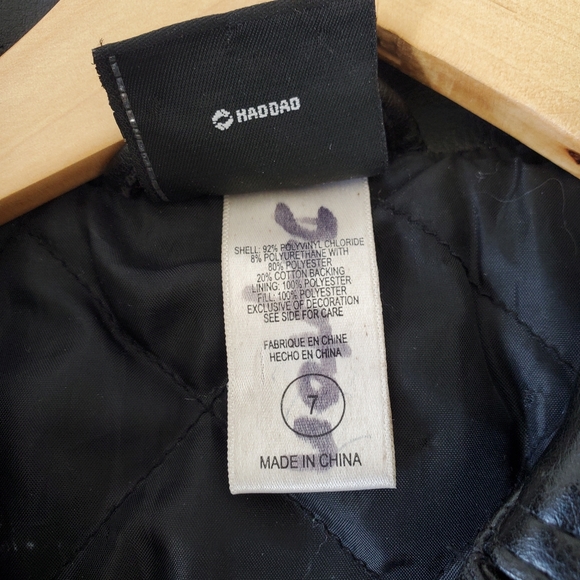 HADDAD
SHELL: 92% POLYVINYL CHLORIDE
8% POLYURETHANE WITH
80% POLYESTER
20% COTTON BACKING
LINING: 100% POLYESTER
FILL: 100% POLYESTER
EXCLUSIVE OF DECORATION
SEE SIDE FOR CARE
FABRIQUE EN CHINE
HECHO EN CHINA
7
MADE IN CHINA